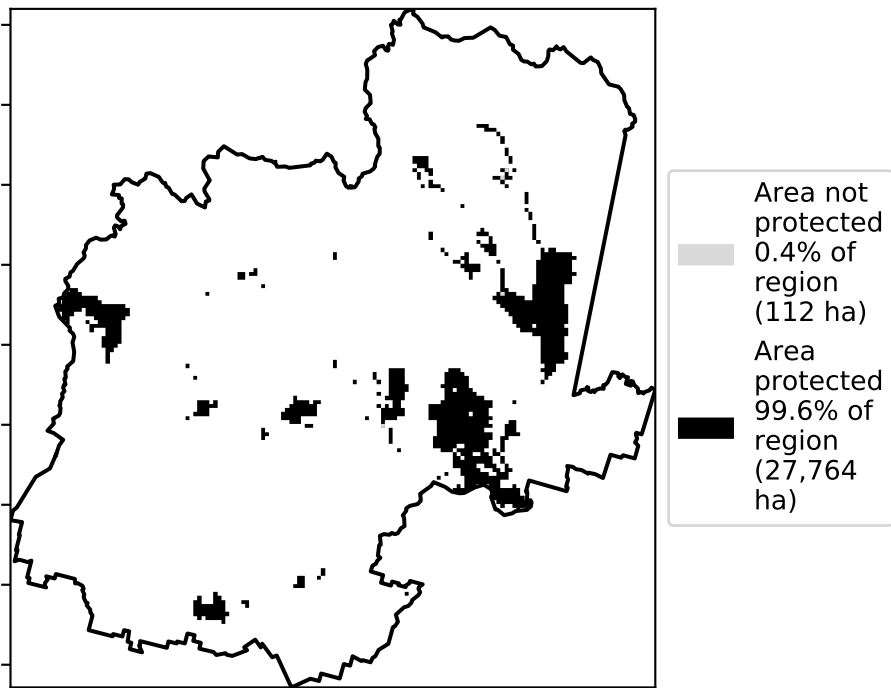 Area not
protected
0.4% of
region
(112 ha)
Area
protected
99.6% of
region
(27,764
ha)